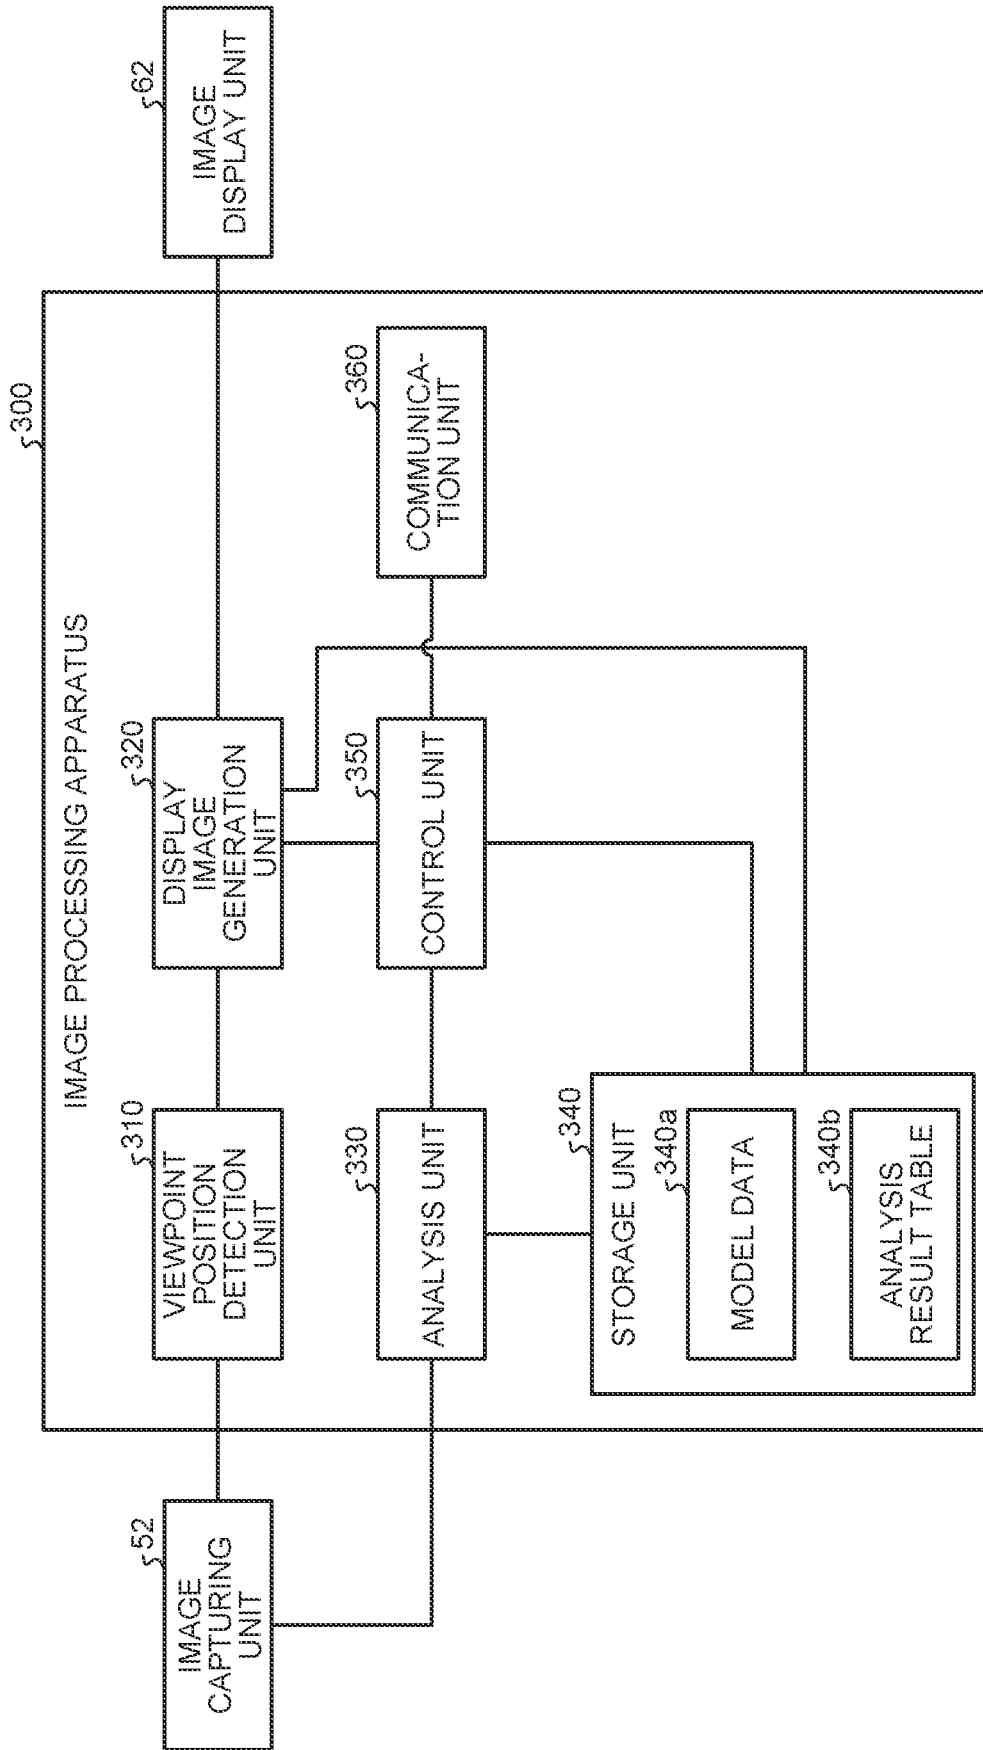 300
IMAGE PROCESSING APPARATUS
52
IMAGE
CAPTURING
UNIT
310
VIEWPOINT
POSITION
DETECTION
UNIT
320
DISPLAY
IMAGE
GENERATION
UNIT
62
IMAGE
DISPLAY UNIT
330
ANALYSIS UNIT
350
CONTROL UNIT
360
COMMUNICA-
TION UNIT
340
STORAGE UNIT
340a
MODEL DATA
340b
ANALYSIS
RESULT TABLE